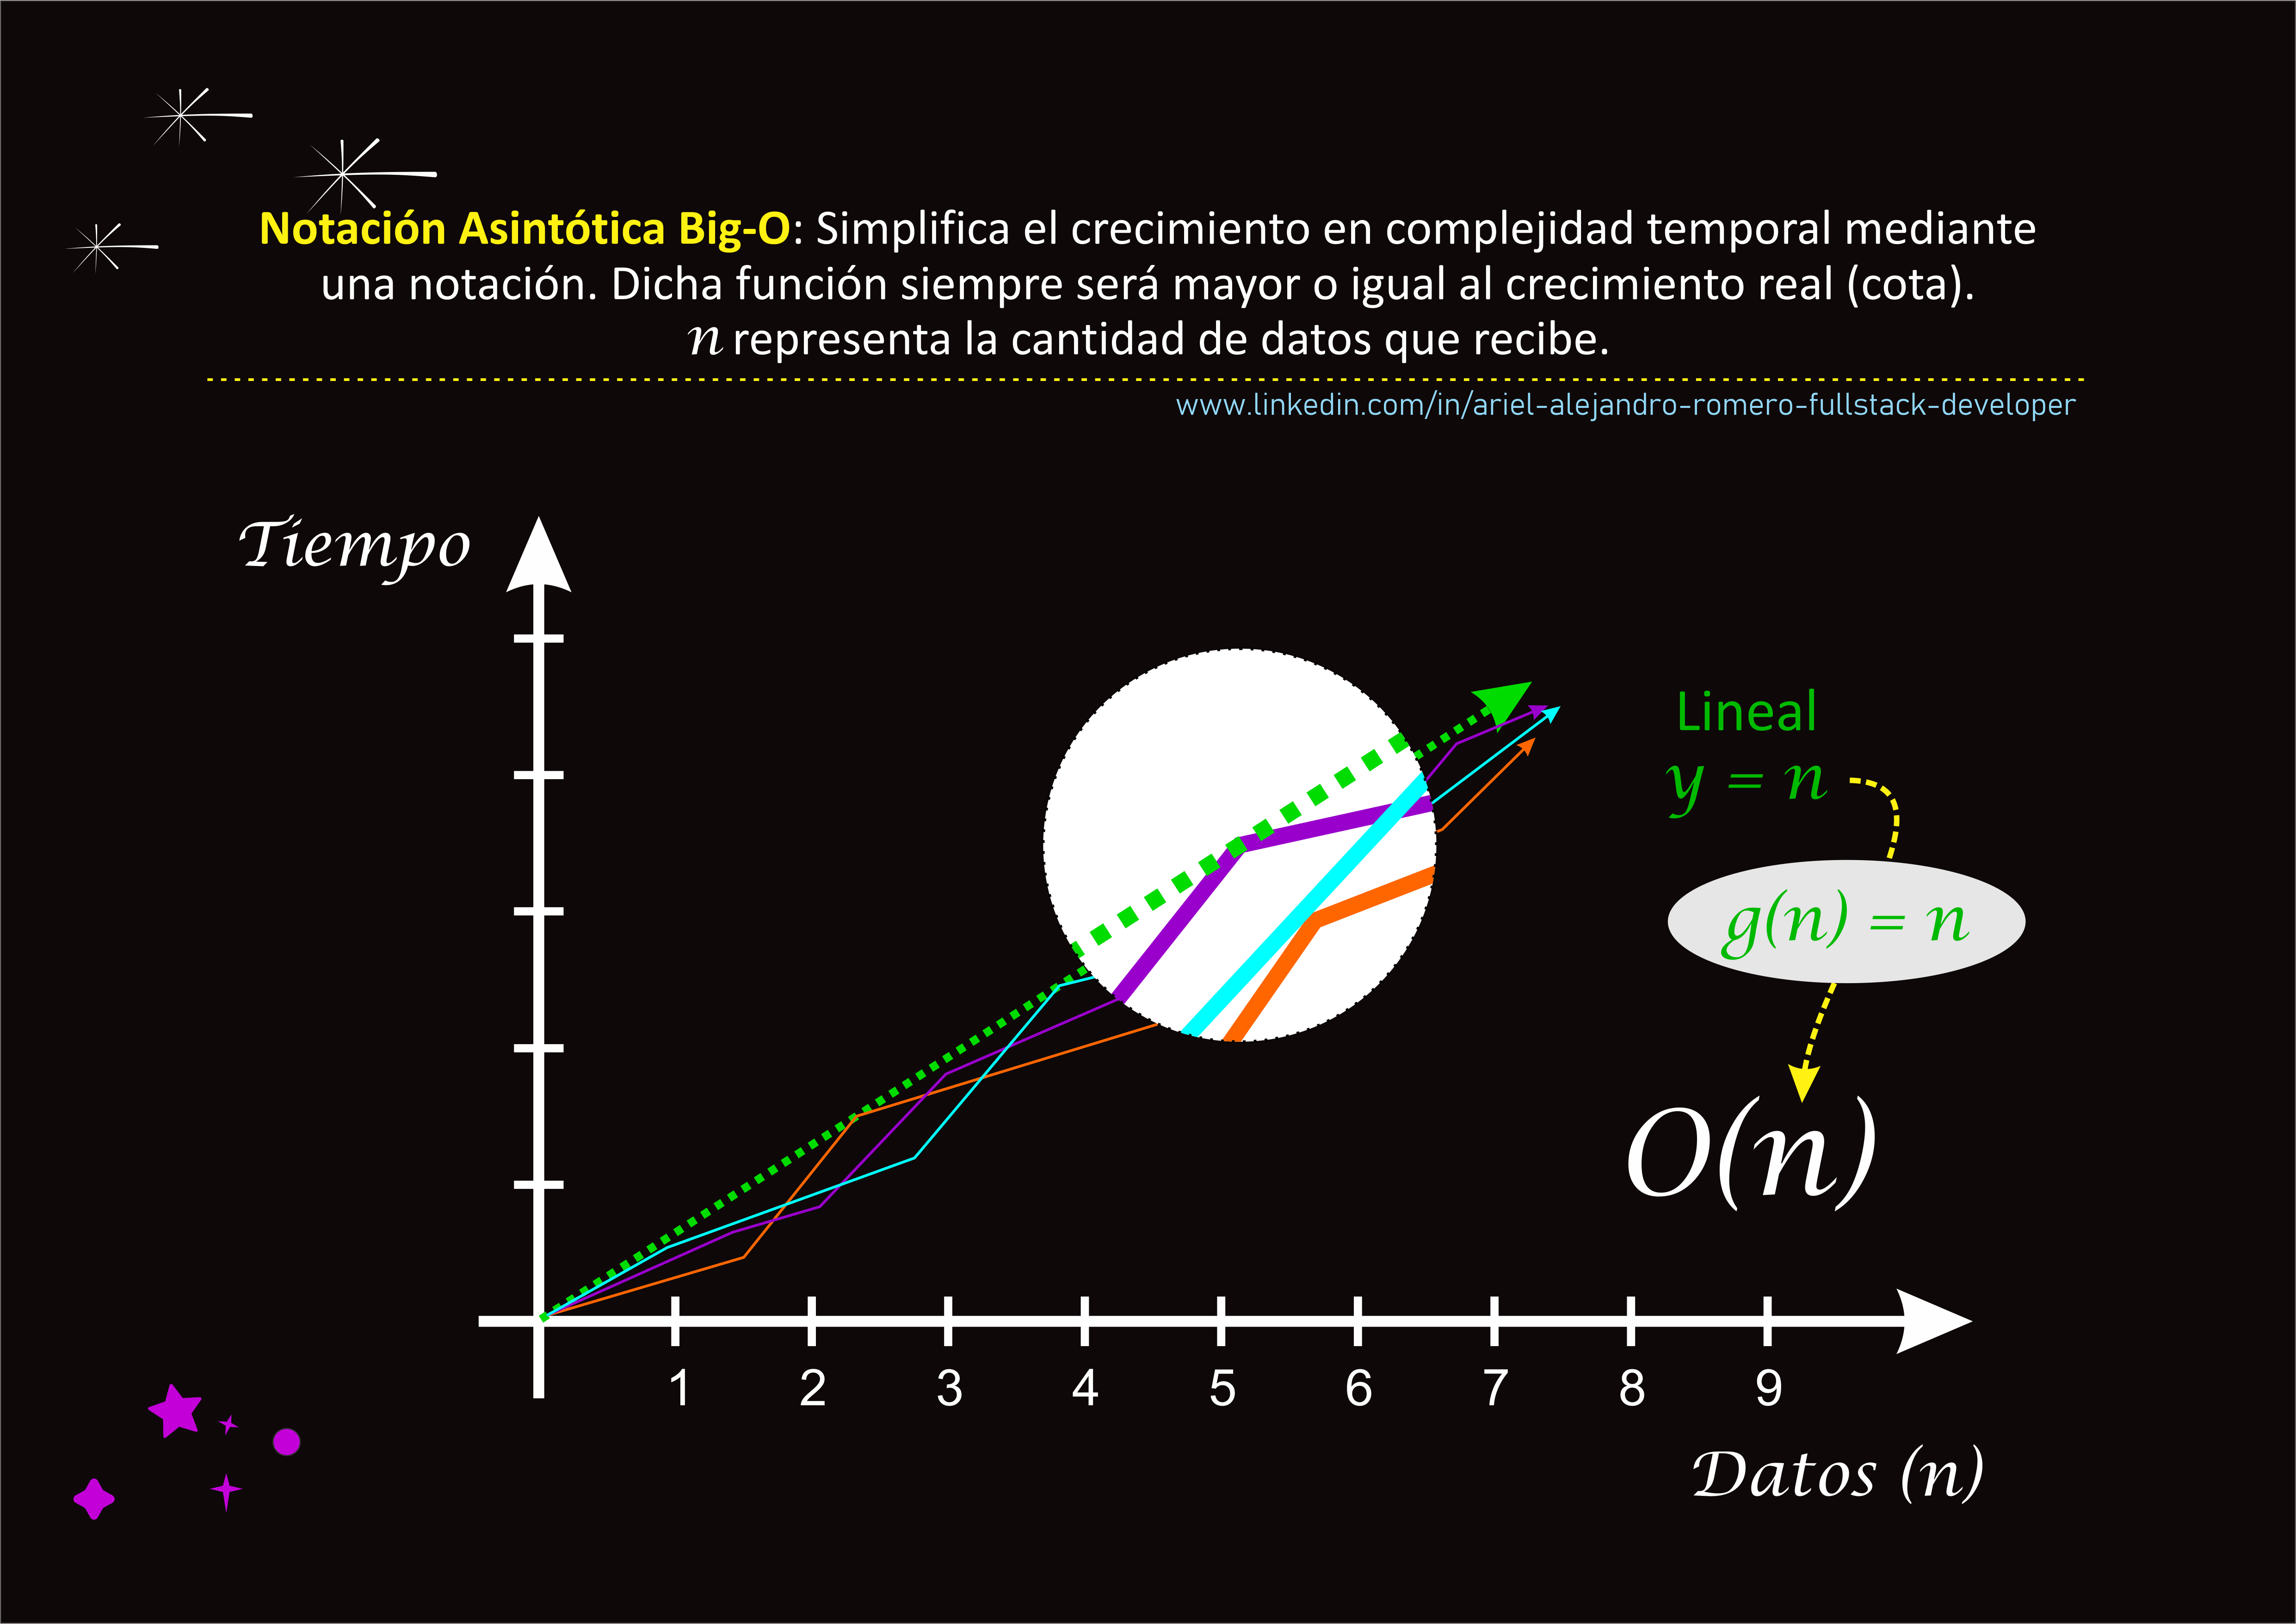 Notación Asintótica Big-O: Simplifica el crecimiento en complejidad temporal mediante
una notación. Dicha función siempre será mayor o igual al crecimiento real (cota).
n representa la cantidad de datos que recibe.
www.linkedin.com/in/ariel-alejandro-romero-fullstack-developer
Tiempo
Lineal
y = n
g(n) = n
O(n)
1 2 3 4 5 6 7 8 9
Datos (n)